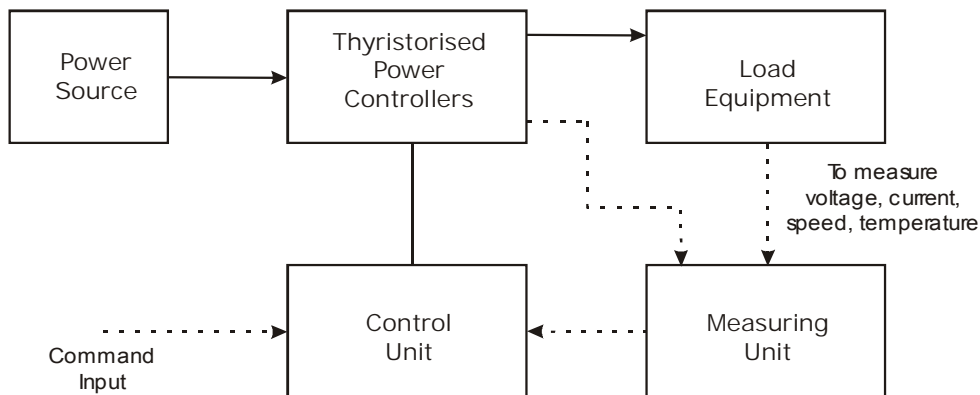 Power
Source
Thyristorised
Power
Controllers
Load
Equipment
To measure
voltage, current,
speed, temperature
Command
Input
Control
Unit
Measuring
Unit